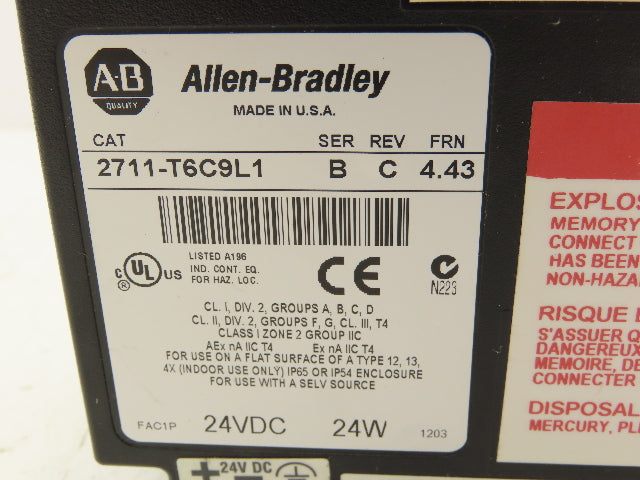 A-B
QUALITY
Allen-Bradley
MADE IN U.S.A.
CAT SER REV FRN
2711-T6C9L1 B C 4.43
LISTED A196
IND. CONT. EQ.
FOR HAZ. LOC.
C UL US
®
CE
N223
CL. I, DIV. 2, GROUPS A, B, C, D
CL. II, DIV. 2, GROUPS F, G, CL. III, T4
CLASS I ZONE 2 GROUP IIC
AEx nA IIC T4 Ex nA IIC T4
FOR USE ON A FLAT SURFACE OF A TYPE 12, 13,
4X (INDOOR USE ONLY) IP65 OR IP54 ENCLOSURE
FOR USE WITH A SELV SOURCE
FAC1P 24VDC 24W 1203
24V DC
EXPLOS
MEMORY
CONNECT
HAS BEEN
NON-HAZA
RISQUE
S'ASSUER Q
DANGEREUX
MEMOIRE, DE
CONNECTER
DISPOSAL
MERCURY, PL